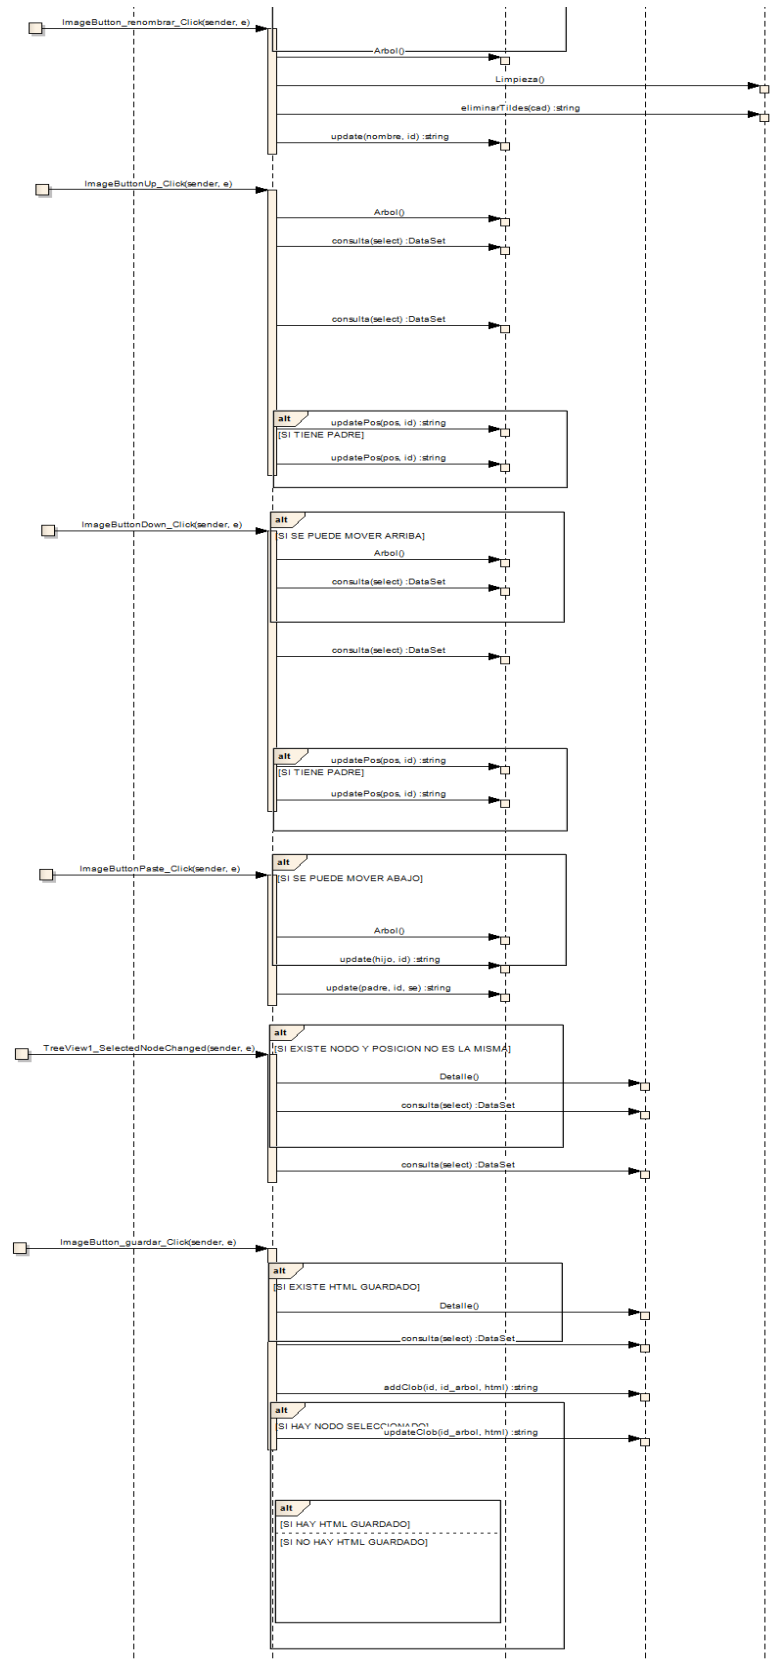 ImageButton_renombrar_Click(sender, e)
Arbol()
Limpieza()
eliminarTildes(cad) :string
update(nombre, id) :string
ImageButtonUp_Click(sender, e)
Arbol()
consulta(select) :DataSet
consulta(select) :DataSet
alt
updatePos(pos, id) :string
[SI TIENE PADRE]
updatePos(pos, id) :string
alt
ImageButtonDown_Click(sender, e)
[SI SE PUEDE MOVER ARRIBA]
Arbol()
consulta(select) :DataSet
consulta(select) :DataSet
alt
updatePos(pos, id) :string
[SI TIENE PADRE]
updatePos(pos, id) :string
alt
ImageButtonPaste_Click(sender, e)
[SI SE PUEDE MOVER ABAJO]
Arbol()
update(hijo, id) :string
update(padre, id, se) :string
alt
TreeView1_SelectedNodeChanged(sender, e)
[SI EXISTE NODO Y POSICION NO ES LA MISMA]
Detalle()
consulta(select) :DataSet
consulta(select) :DataSet
ImageButton_guardar_Click(sender, e)
alt
[SI EXISTE HTML GUARDADO]
Detalle()
consulta(select) :DataSet
addClob(id, id_arbol, html) :string
alt
[SI HAY NODO SELECCIONADO]
updateClob(id_arbol, html) :string
alt
[SI HAY HTML GUARDADO]
[SI NO HAY HTML GUARDADO]